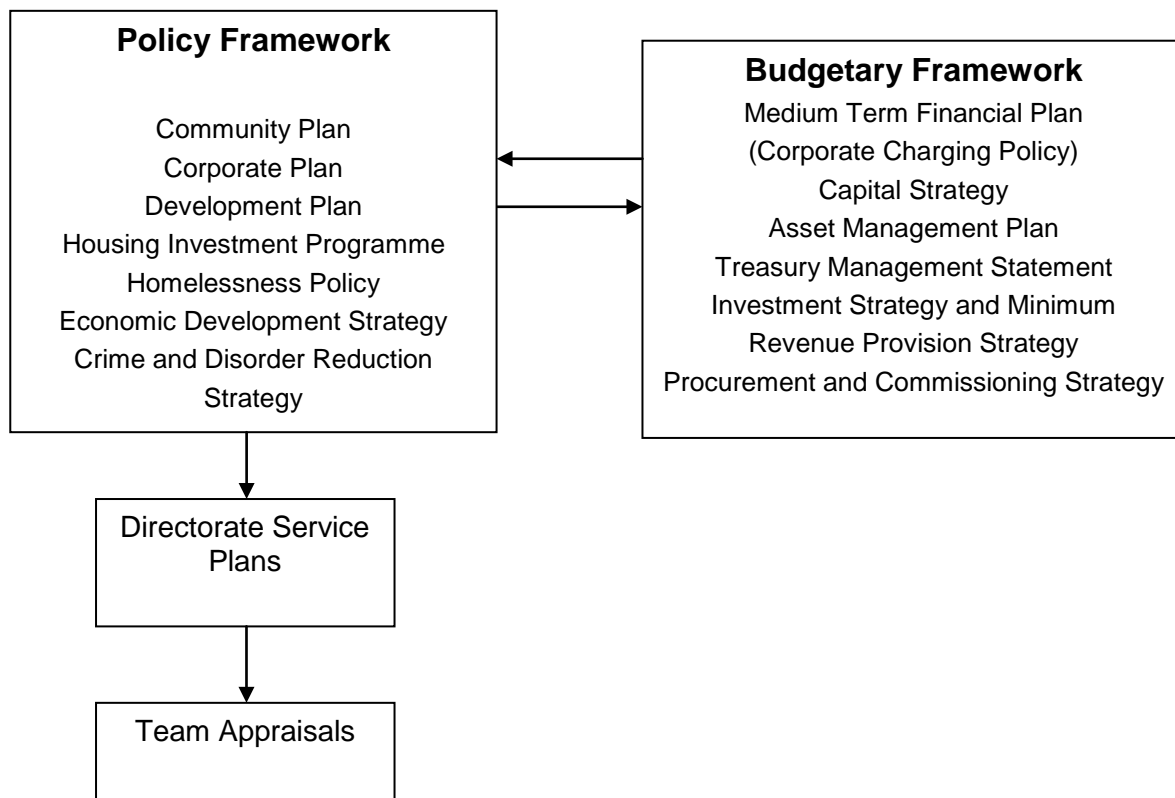 Policy Framework
Community Plan
Corporate Plan
Development Plan
Housing Investment Programme
Homelessness Policy
Economic Development Strategy
Crime and Disorder Reduction
Strategy
Budgetary Framework
Medium Term Financial Plan
(Corporate Charging Policy)
Capital Strategy
Asset Management Plan
Treasury Management Statement
Investment Strategy and Minimum
Revenue Provision Strategy
Procurement and Commissioning Strategy
Directorate Service
Plans
Team Appraisals